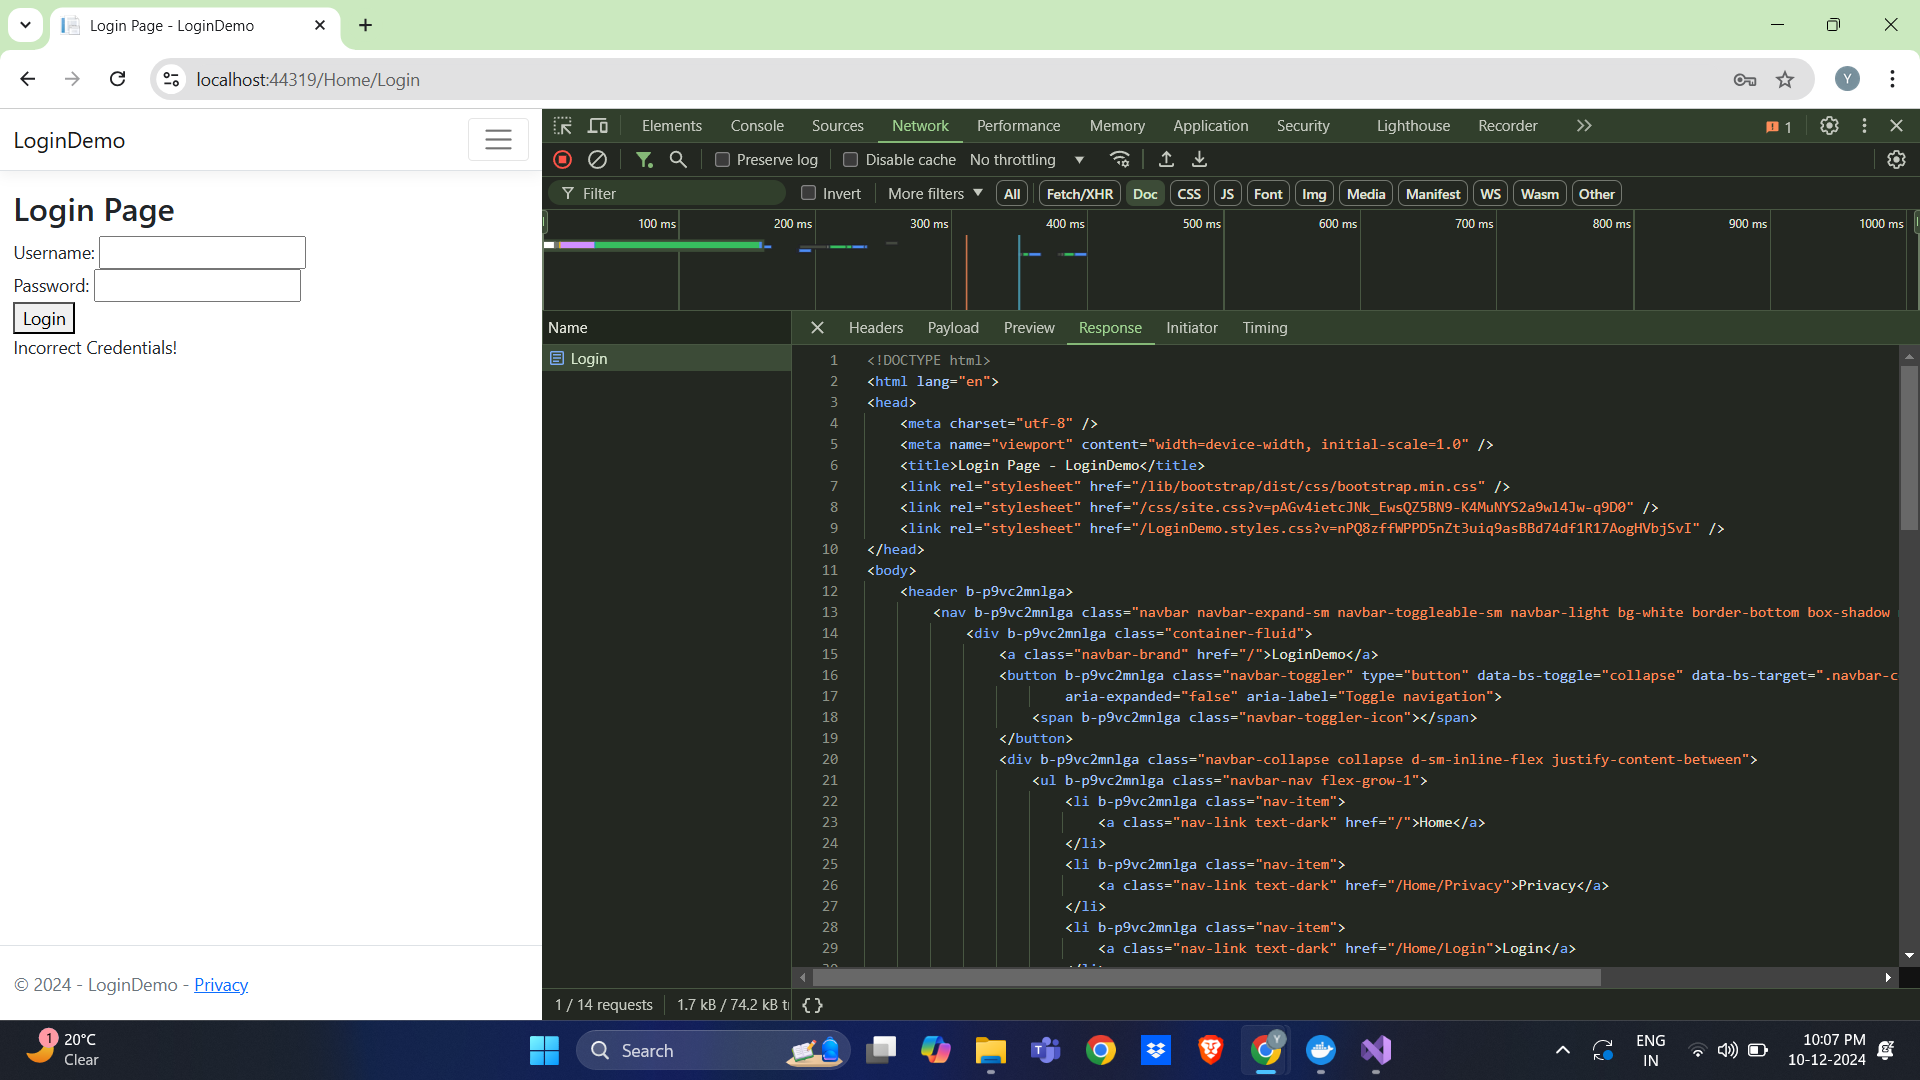 Login Page - LoginDemo
localhost:44319/Home/Login
Y
LoginDemo
Login Page
Username:
Password:
Login
Incorrect Credentials!
© 2024 - LoginDemo - Privacy
Elements Console Sources Network Performance Memory Application Security Lighthouse Recorder 1
Preserve log Disable cache No throttling
Filter Invert More filters All Fetch/XHR Doc CSS JS Font Img Media Manifest WS Wasm Other
100 ms 200 ms 300 ms 400 ms 500 ms 600 ms 700 ms 800 ms 900 ms 1000 ms
Name
Login
Headers Payload Preview Response Initiator Timing
1 <!DOCTYPE html>
2 <html lang="en">
3 <head>
4 <meta charset="utf-8" />
5 <meta name="viewport" content="width=device-width, initial-scale=1.0" />
6 <title>Login Page - LoginDemo</title>
7 <link rel="stylesheet" href="/lib/bootstrap/dist/css/bootstrap.min.css" />
8 <link rel="stylesheet" href="/css/site.css?v=pAGv4ietcJNk_EwsQZ5BN9-K4MuNYS2a9wl4Jw-q9D0" />
9 <link rel="stylesheet" href="/LoginDemo.styles.css?v=nPQ8zffWPPD5nZt3uiq9asBBd74df1R17AogHVbjSvI" />
10 </head>
11 <body>
12 <header b-p9vc2mnlga>
13 <nav b-p9vc2mnlga class="navbar navbar-expand-sm navbar-toggleable-sm navbar-light bg-white border-bottom box-shadow
14 <div b-p9vc2mnlga class="container-fluid">
15 <a class="navbar-brand" href="/">LoginDemo</a>
16 <button b-p9vc2mnlga class="navbar-toggler" type="button" data-bs-toggle="collapse" data-bs-target=".navbar-c
17 aria-expanded="false" aria-label="Toggle navigation">
18 <span b-p9vc2mnlga class="navbar-toggler-icon"></span>
19 </button>
20 <div b-p9vc2mnlga class="navbar-collapse collapse d-sm-inline-flex justify-content-between">
21 <ul b-p9vc2mnlga class="navbar-nav flex-grow-1">
22 <li b-p9vc2mnlga class="nav-item">
23 <a class="nav-link text-dark" href="/">Home</a>
24 </li>
25 <li b-p9vc2mnlga class="nav-item">
26 <a class="nav-link text-dark" href="/Home/Privacy">Privacy</a>
27 </li>
28 <li b-p9vc2mnlga class="nav-item">
29 <a class="nav-link text-dark" href="/Home/Login">Login</a>
1 / 14 requests 1.7 kB / 74.2 kB {}
1 20°C
Clear
Search
Y
ENG
IN
10:07 PM
10-12-2024